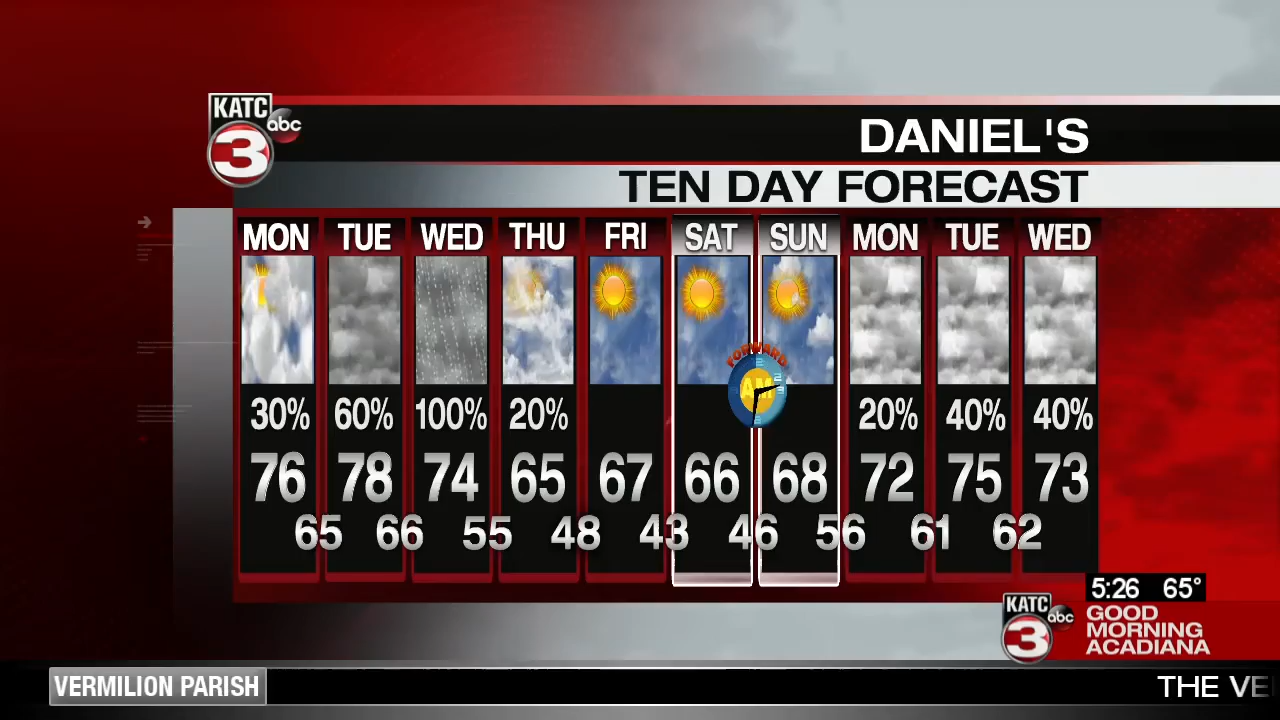 KATC
abc
3
DANIEL'S
TEN DAY FORECAST
MON TUE WED THU FRI SAT SUN MON TUE WED
FORWARD
AM
30% 60% 100% 20% 20% 40% 40%
76 78 74 65 67 66 68 72 75 73
65 66 55 48 43 46 56 61 62
5:26 65°
KATC
abc
3
GOOD
MORNING
ACADIANA
VERMILION PARISH
THE VE